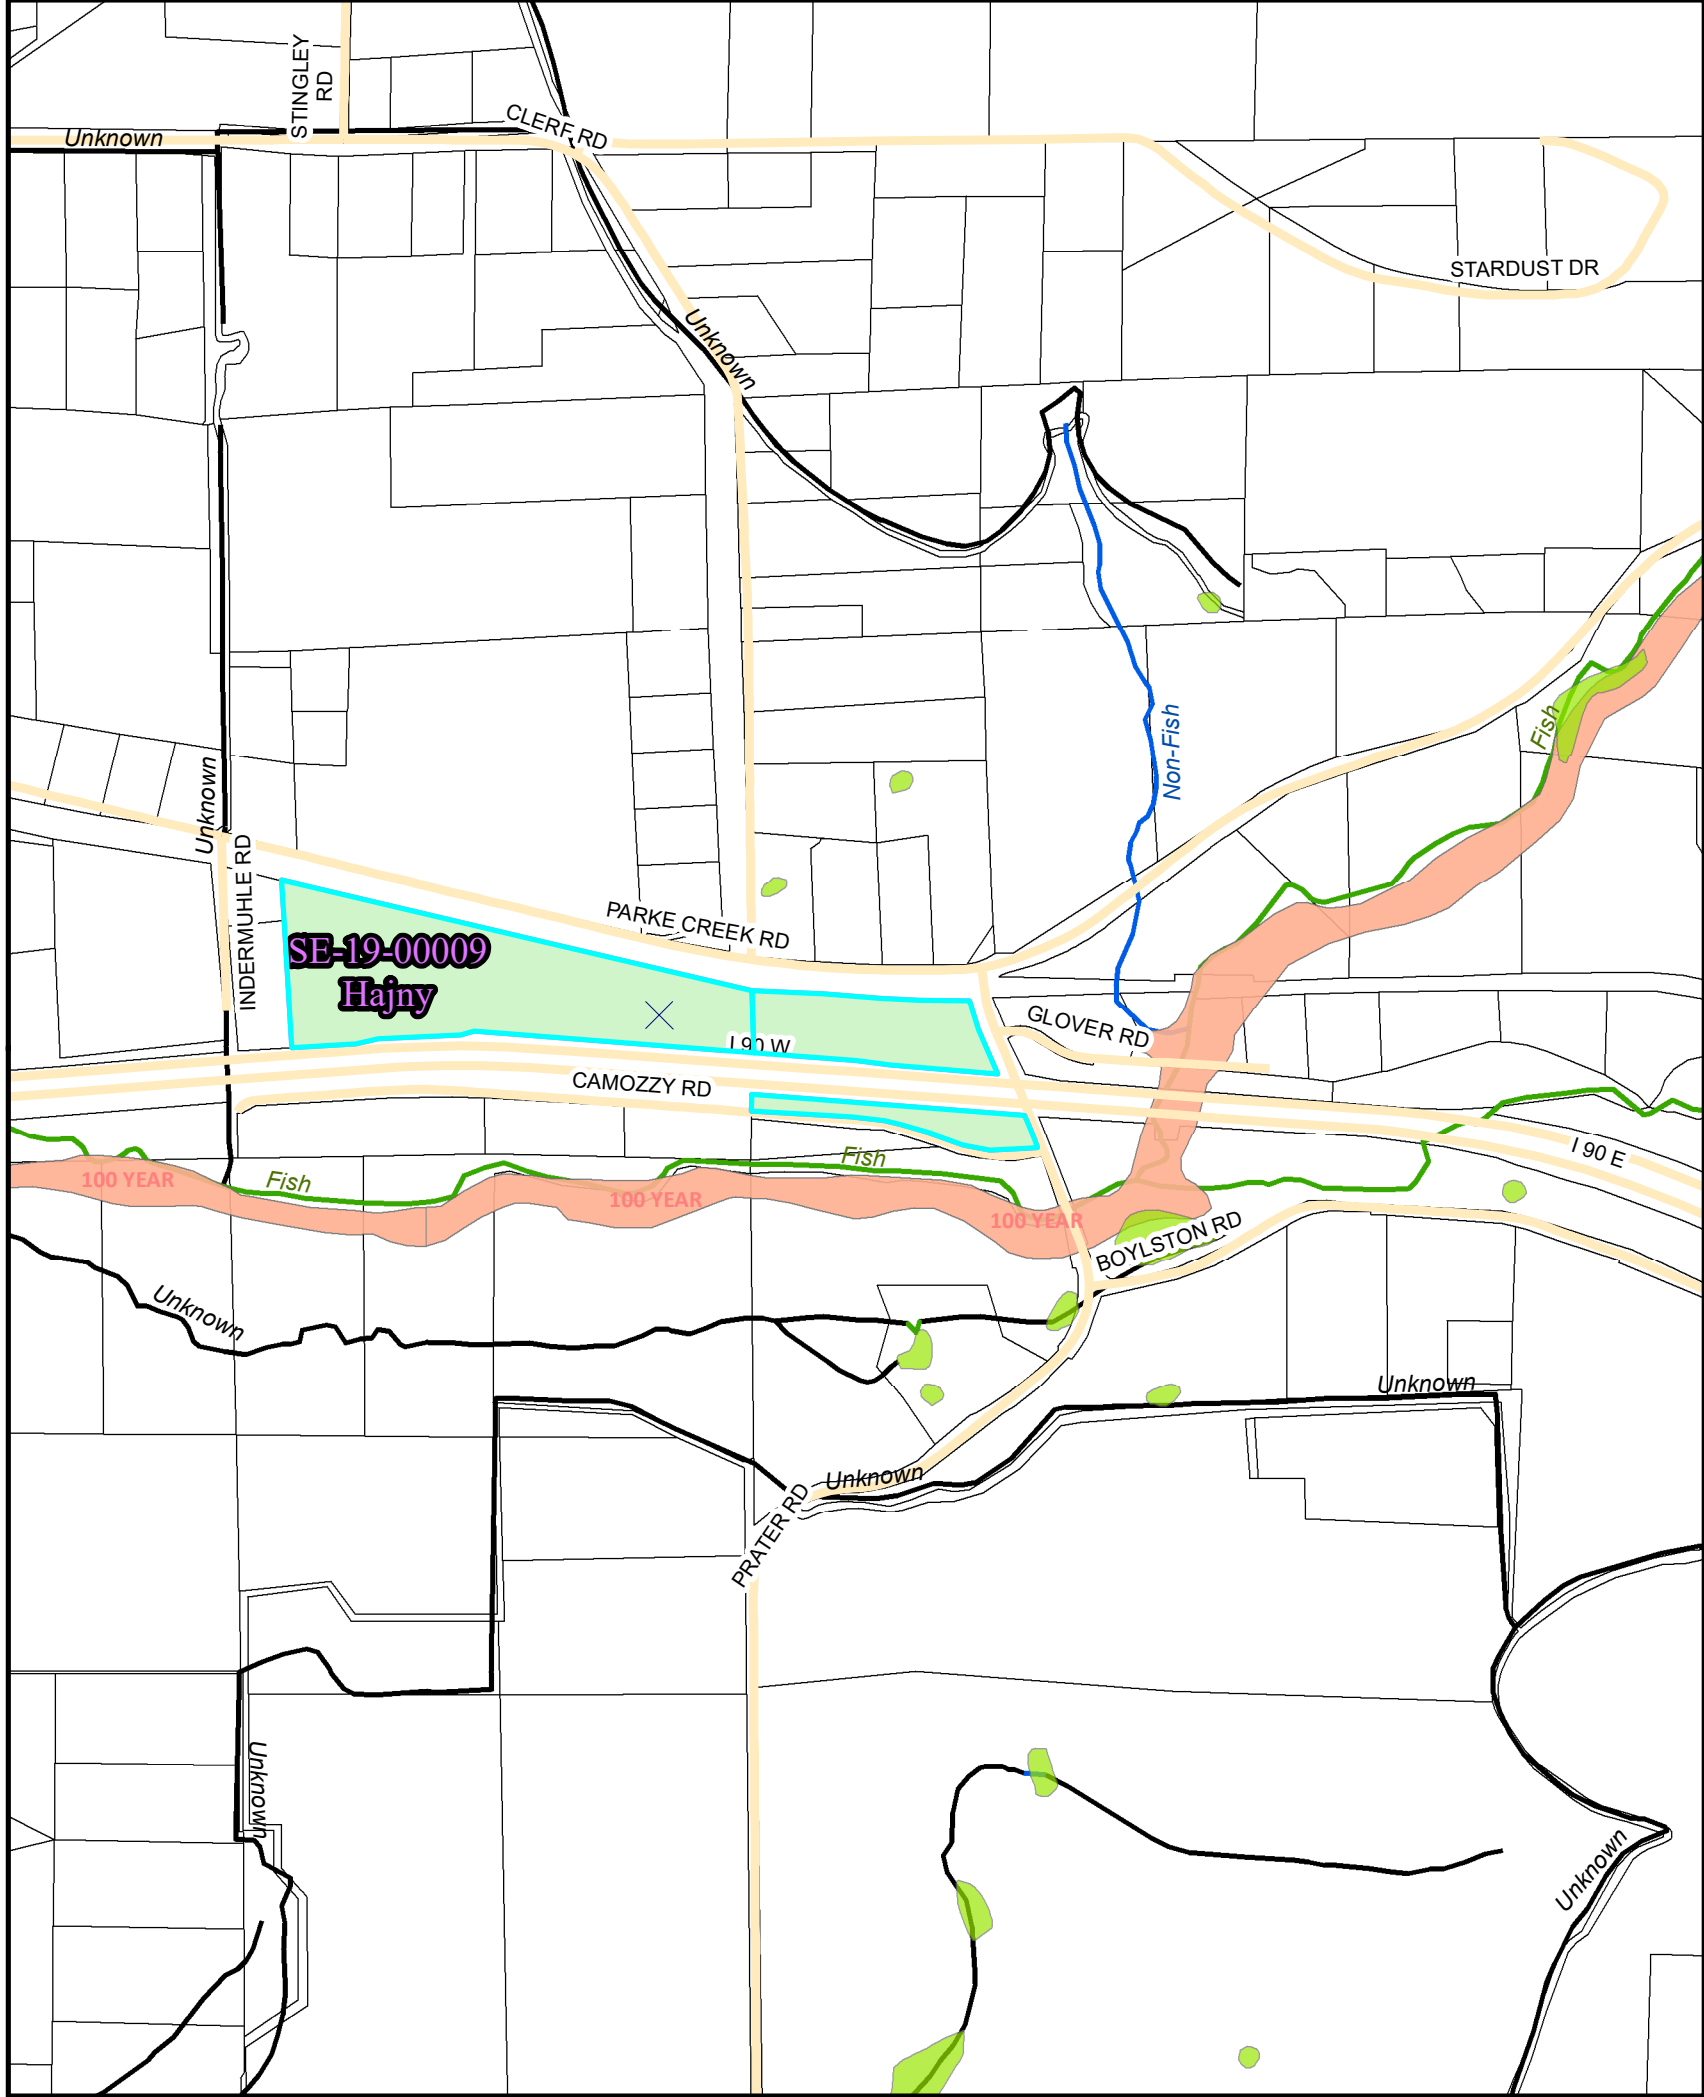 STINGLEY
RD
CLERF RD
Unknown
STARDUST DR
Unknown
Non-Fish
Fish
Unknown
INDERMUHLE RD
PARKE CREEK RD
SE-19-00009
Hajny
GLOVER RD
I 90 W
CAMOZZY RD
I 90 E
Fish
Fish
100 YEAR
100 YEAR
100 YEAR
BOYLSTON RD
Unknown
Unknown
Unknown
PRATER RD
Unknown
Unknown